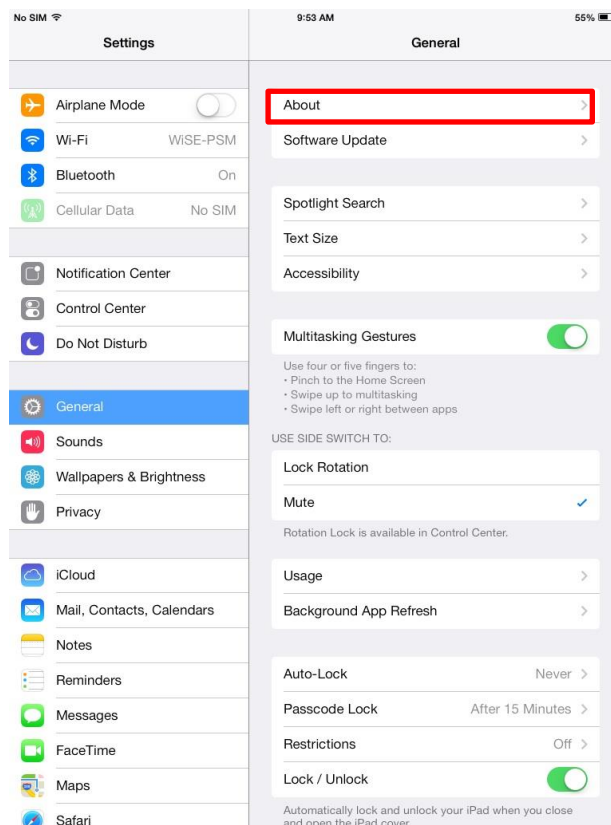 No SIM
9:53 AM
55%
Settings
Airplane Mode
Wi-Fi WiSE-PSM
Bluetooth On
Cellular Data No SIM
Notification Center
Control Center
Do Not Disturb
General
Sounds
Wallpapers & Brightness
Privacy
iCloud
Mail, Contacts, Calendars
Notes
Reminders
Messages
FaceTime
Maps
Safari
General
About
Software Update
Spotlight Search
Text Size
Accessibility
Multitasking Gestures
Use four or five fingers to:
• Pinch to the Home Screen
• Swipe up to multitasking
• Swipe left or right between apps
USE SIDE SWITCH TO:
Lock Rotation
Mute
Rotation Lock is available in Control Center.
Usage
Background App Refresh
Auto-Lock Never
Passcode Lock After 15 Minutes
Restrictions Off
Lock / Unlock
Automatically lock and unlock your iPad when you close
and open the iPad cover.